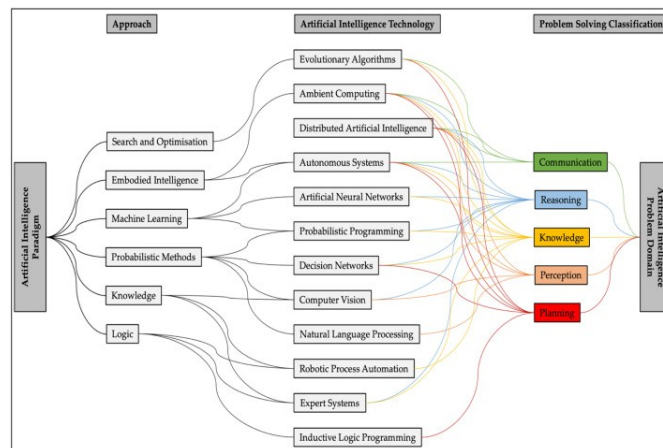 Approach
Artificial Intelligence Technology
Problem Solving Classification
Evolutionary Algorithms
Ambient Computing
Distributed Artificial Intelligence
Search and Optimisation
Autonomous Systems
Communication
Embodied Intelligence
Artificial Neural Networks
Reasoning
Machine Learning
Probabilistic Programming
Knowledge
Probabilistic Methods
Decision Networks
Perception
Knowledge
Computer Vision
Planning
Logic
Natural Language Processing
Robotic Process Automation
Expert Systems
Inductive Logic Programming
Artificial Intelligence
Paradigm
Artificial Intelligence
Problem Domain